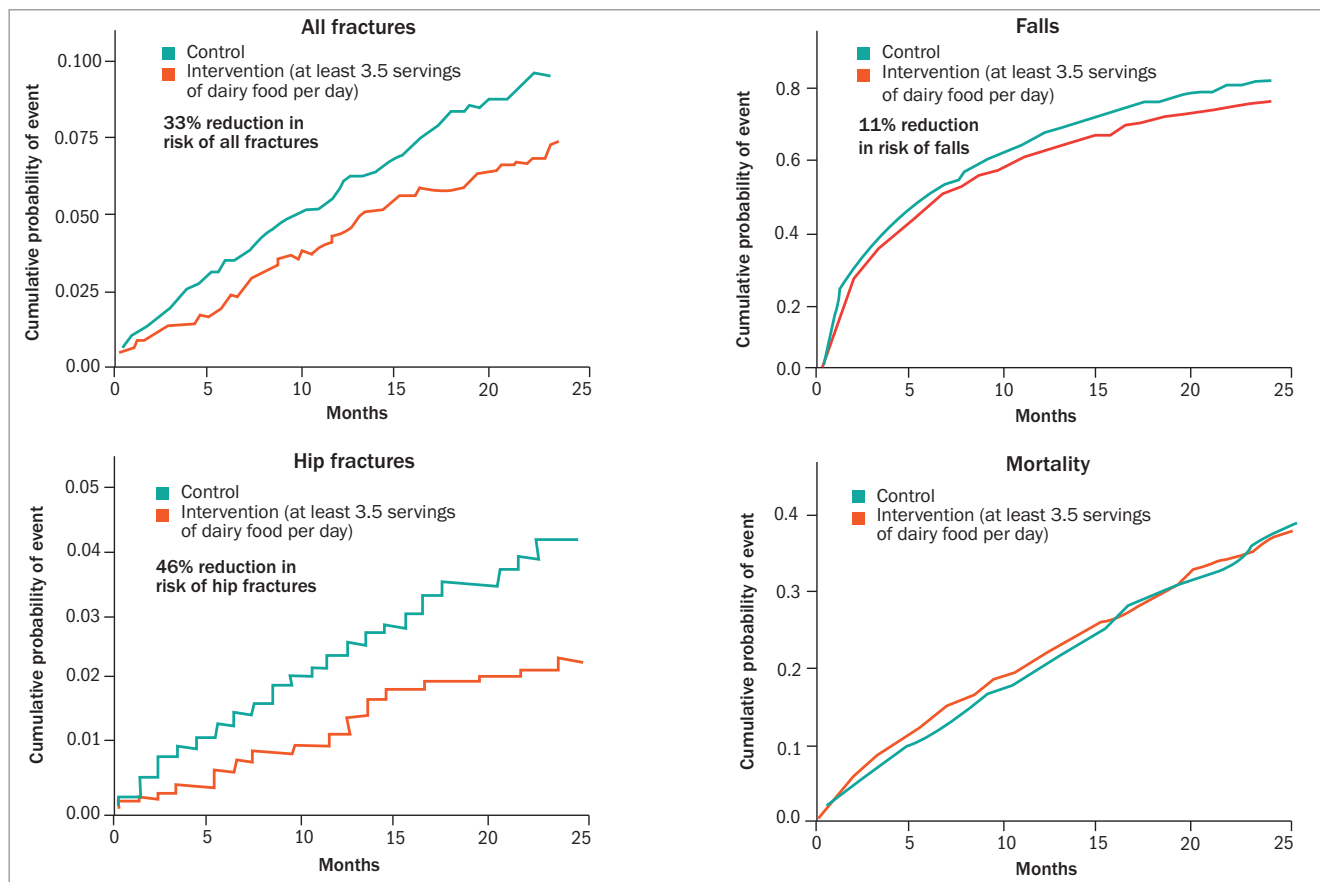 All fractures
Control
Intervention (at least 3.5 servings
of dairy food per day)
33% reduction in
risk of all fractures
Cumulative probability of event
0.100
0.075
0.050
0.025
0.00
0 5 10 15 20 25
Months
Falls
Control
Intervention (at least 3.5 servings
of dairy food per day)
11% reduction
in risk of falls
Cumulative probability of event
0.8
0.6
0.4
0.2
0.0
0 5 10 15 20 25
Months
Hip fractures
Control
Intervention (at least 3.5 servings
of dairy food per day)
46% reduction in
risk of hip fractures
Cumulative probability of event
0.05
0.04
0.03
0.02
0.01
0.00
0 5 10 15 20 25
Months
Mortality
Control
Intervention (at least 3.5 servings
of dairy food per day)
Cumulative probability of event
0.4
0.3
0.2
0.1
0.0
0 5 10 15 20 25
Months